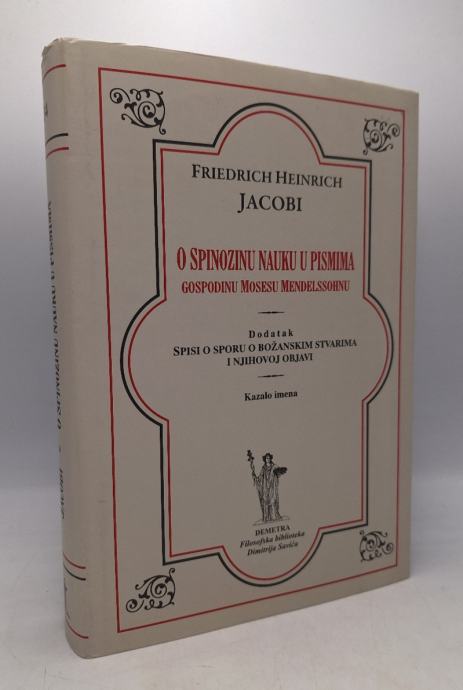 FRIEDRICH HEINRICH
JACOBI
O SPINOZINU NAUKU U PISMIMA
GOSPODINU MOSESU MENDELSSOHNU
Dodatak
SPISI O SPORU O BOŽANSKIM STVARIMA
I NJIHOVOJ OBJAVI
Kazalo imena
DEMETRA
Filosofska biblioteka
Dimitrija Savića
JACOBI - O SPINOZINU NAUKU U PISMIMA